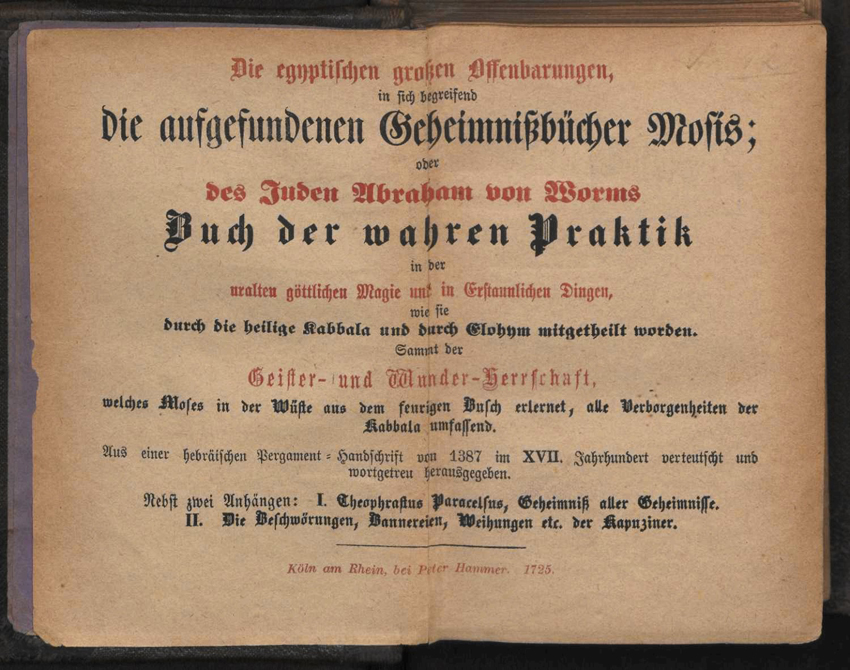 Die egyptischen großen Offenbarungen,
in sich begreifend
die aufgefundenen Geheimnißbücher Mosis;
oder
des Juden Abraham von Worms
Buch der wahren Praktik
in der
uralten göttlichen Magie und in Erstaunlichen Dingen,
wie sie
durch die heilige Kabbala und durch Elohym mitgetheilt worden.
Sammt der
Geister- und Wunder-Herrschaft,
welches Moses in der Wüste aus dem feurigen Busch erlernet, alle Verborgenheiten der
Kabbala umfassend.
Aus einer hebräischen Pergament-Handschrift von 1387 im XVII. Jahrhundert verteutscht und
wortgetreu herausgegeben.
Nebst zwei Anhängen: I. Theophrastus Paracelsus, Geheimniß aller Geheimnisse.
II. Die Beschwörungen, Bannereien, Weihungen etc. der Kapuziner.
Köln am Rhein, bei Peter Hammer. 1725.